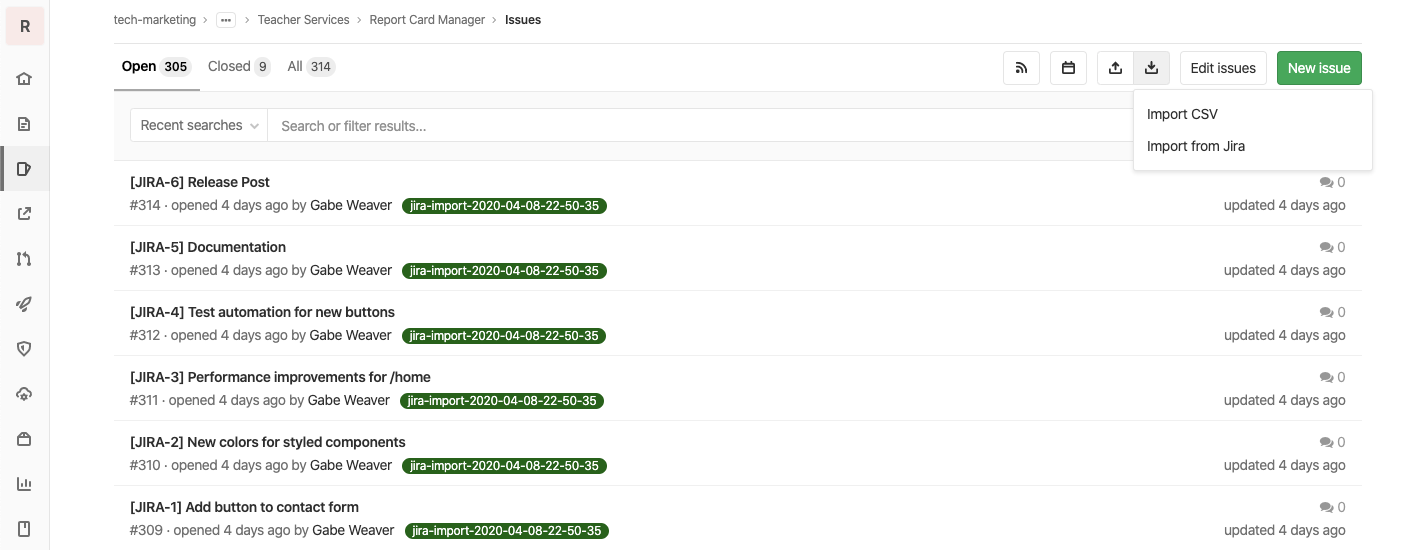 R
tech-marketing › ••• › Teacher Services › Report Card Manager › Issues
Open 305 Closed 9 All 314
Edit issues New issue
Import CSV
Import from Jira
Recent searches Search or filter results...
[JIRA-6] Release Post 0
#314 · opened 4 days ago by Gabe Weaver jira-import-2020-04-08-22-50-35 updated 4 days ago
[JIRA-5] Documentation 0
#313 · opened 4 days ago by Gabe Weaver jira-import-2020-04-08-22-50-35 updated 4 days ago
[JIRA-4] Test automation for new buttons 0
#312 · opened 4 days ago by Gabe Weaver jira-import-2020-04-08-22-50-35 updated 4 days ago
[JIRA-3] Performance improvements for /home 0
#311 · opened 4 days ago by Gabe Weaver jira-import-2020-04-08-22-50-35 updated 4 days ago
[JIRA-2] New colors for styled components 0
#310 · opened 4 days ago by Gabe Weaver jira-import-2020-04-08-22-50-35 updated 4 days ago
[JIRA-1] Add button to contact form 0
#309 · opened 4 days ago by Gabe Weaver jira-import-2020-04-08-22-50-35 updated 4 days ago